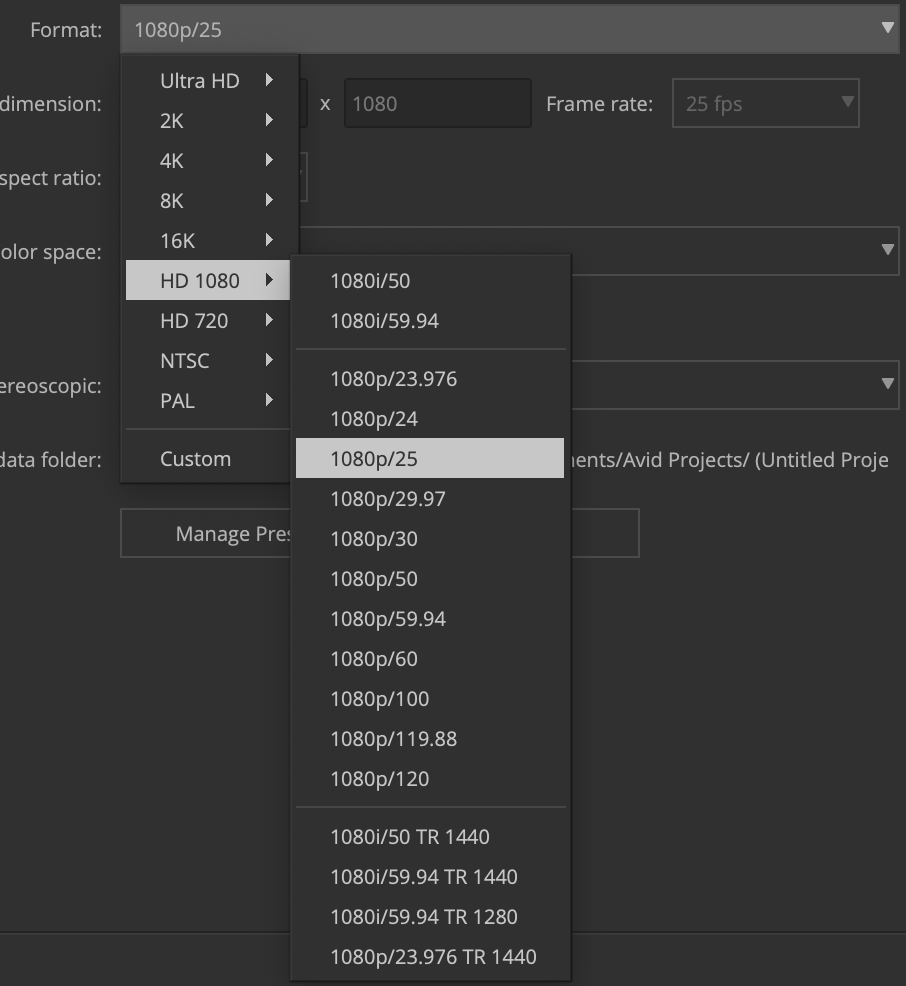 Format: 1080p/25
dimension: x 1080 Frame rate: 25 fps
spect ratio:
olor space:
ereoscopic:
data folder: ents/Avid Projects/ (Untitled Proje
Manage Pres
Ultra HD
2K
4K
8K
16K
HD 1080
HD 720
NTSC
PAL
Custom
1080i/50
1080i/59.94
1080p/23.976
1080p/24
1080p/25
1080p/29.97
1080p/30
1080p/50
1080p/59.94
1080p/60
1080p/100
1080p/119.88
1080p/120
1080i/50 TR 1440
1080i/59.94 TR 1440
1080i/59.94 TR 1280
1080p/23.976 TR 1440